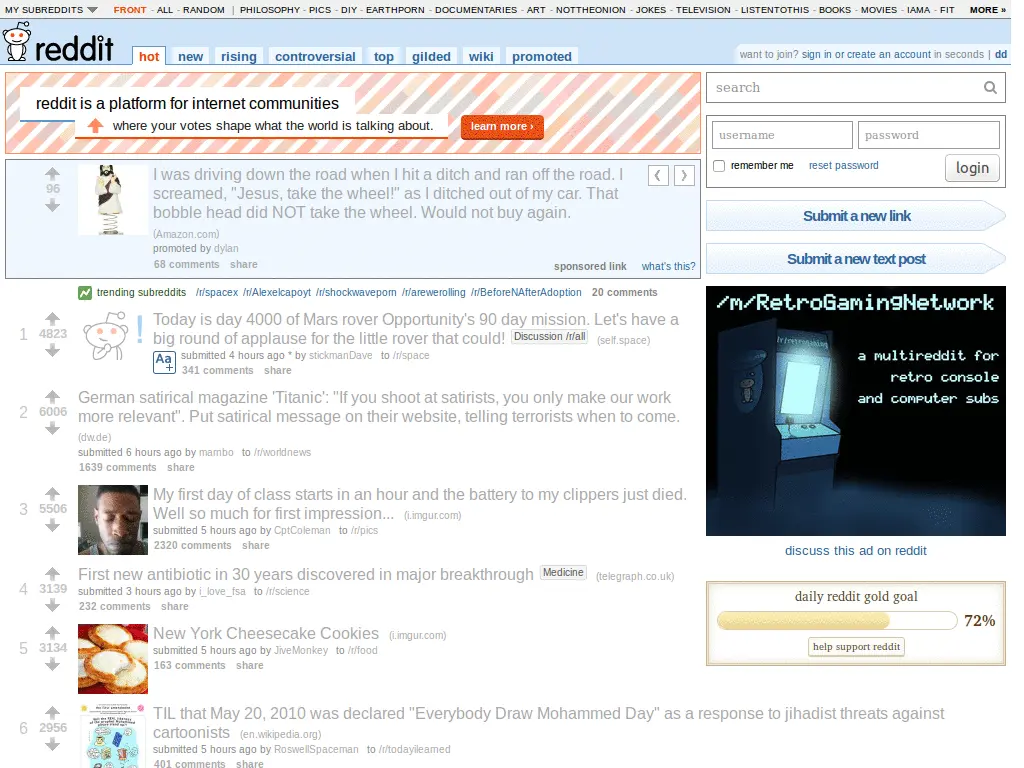 MY SUBREDDITS FRONT - ALL - RANDOM | PHILOSOPHY - PICS - DIY - EARTHPORN - DOCUMENTARIES - ART - NOTTHEONION - JOKES - TELEVISION - LISTENTOTHIS - BOOKS - MOVIES - IAMA - FIT MORE »
reddit hot new rising controversial top gilded wiki promoted
want to join? sign in or create an account in seconds | dd
reddit is a platform for internet communities
where your votes shape what the world is talking about.
learn more ›
search
username password
remember me reset password login
Submit a new link
Submit a new text post
96
I was driving down the road when I hit a ditch and ran off the road. I
screamed, "Jesus, take the wheel!" as I ditched out of my car. That
bobble head did NOT take the wheel. Would not buy again.
(Amazon.com)
promoted by dylan
68 comments share
sponsored link what's this?
trending subreddits /r/spacex /r/Alexelcapoyt /r/shockwaveporn /r/arewerolling /r/BeforeNAfterAdoption 20 comments
1 4823
Today is day 4000 of Mars rover Opportunity's 90 day mission. Let's have a
big round of applause for the little rover that could! Discussion /r/all (self.space)
Aa+ submitted 4 hours ago * by stickmanDave to /r/space
341 comments share
2 6006
German satirical magazine 'Titanic': "If you shoot at satirists, you only make our work
more relevant". Put satirical message on their website, telling terrorists when to come.
(dw.de)
submitted 6 hours ago by mambo to /r/worldnews
1639 comments share
3 5506
My first day of class starts in an hour and the battery to my clippers just died.
Well so much for first impression... (i.imgur.com)
submitted 5 hours ago by CptColeman to /r/pics
2320 comments share
4 3139
First new antibiotic in 30 years discovered in major breakthrough Medicine (telegraph.co.uk)
submitted 3 hours ago by i_love_fsa to /r/science
232 comments share
5 3134
New York Cheesecake Cookies (i.imgur.com)
submitted 5 hours ago by JiveMonkey to /r/food
163 comments share
6 2956
TIL that May 20, 2010 was declared "Everybody Draw Mohammed Day" as a response to jihadist threats against
cartoonists (en.wikipedia.org)
submitted 5 hours ago by RoswellSpaceman to /r/todayilearned
401 comments share
/m/RetroGamingNetwork
a multireddit for
retro console
and computer subs
discuss this ad on reddit
daily reddit gold goal
72%
help support reddit